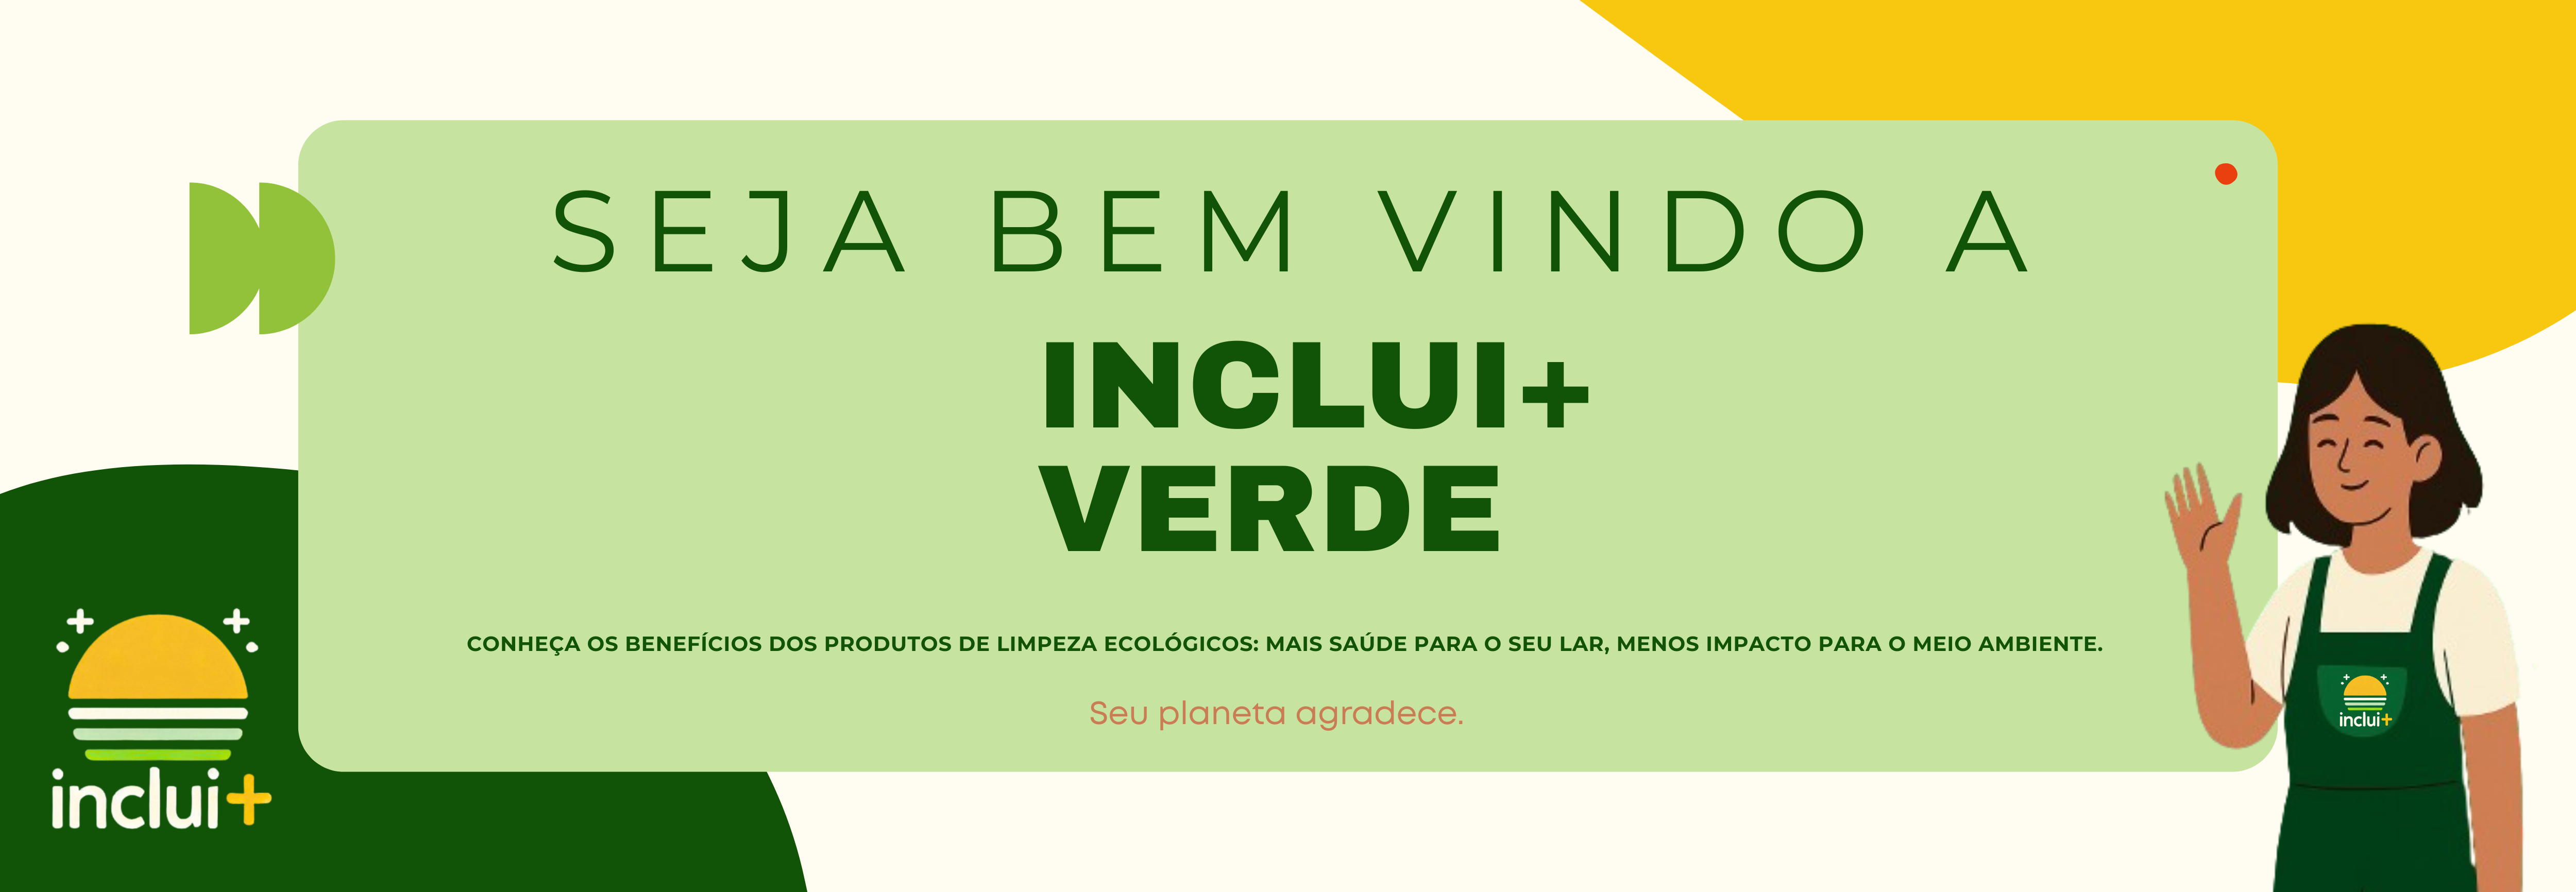 SEJA BEM VINDO A
INCLUI+
VERDE
CONHEÇA OS BENEFÍCIOS DOS PRODUTOS DE LIMPEZA ECOLÓGICOS: MAIS SAÚDE PARA O SEU LAR, MENOS IMPACTO PARA O MEIO AMBIENTE.
Seu planeta agradece.
inclui+
inclui+